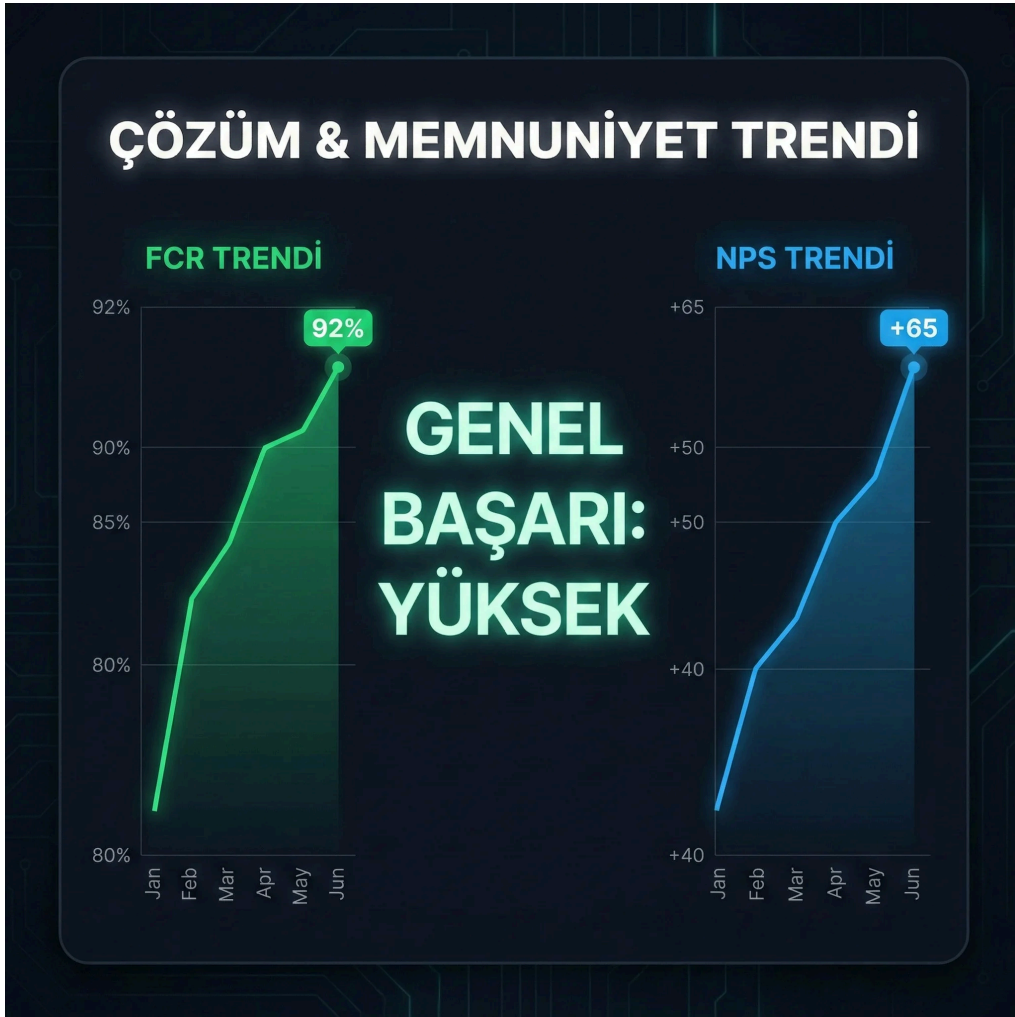 ÇÖZÜM & MEMNUNİYET TRENDİ
FCR TRENDİ
92%
90%
85%
80%
80%
92%
Jan
Feb
Mar
Apr
May
Jun
GENEL
BAŞARI:
YÜKSEK
NPS TRENDİ
+65
+50
+50
+40
+40
+65
Jan
Feb
Mar
Apr
May
Jun